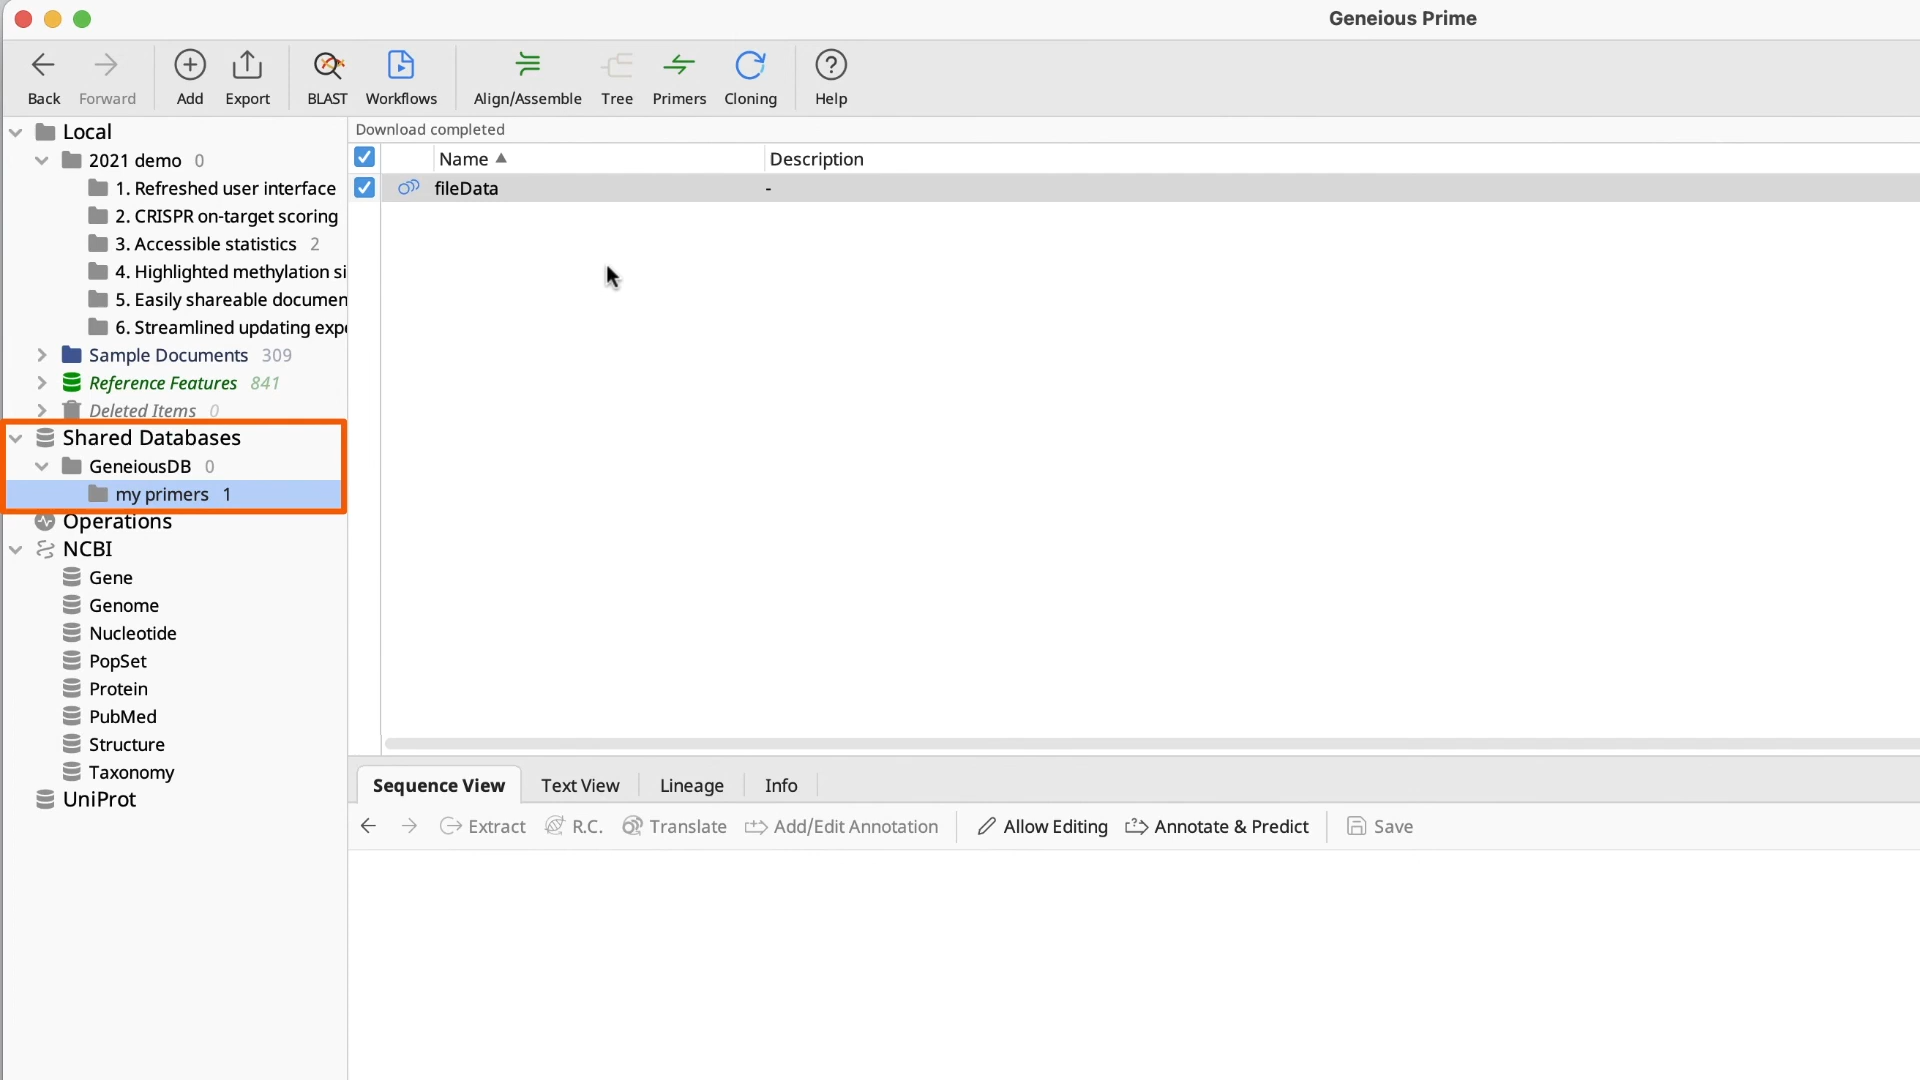 Geneious Prime
Back
Forward
Add
Export
BLAST
Workflows
Align/Assemble
Tree
Primers
Cloning
Help
Local
2021 demo 0
1. Refreshed user interface
2. CRISPR on-target scoring
3. Accessible statistics 2
4. Highlighted methylation si
5. Easily shareable documen
6. Streamlined updating exp
Sample Documents 309
Reference Features 841
Deleted Items 0
Shared Databases
GeneiousDB 0
my primers 1
Operations
NCBI
Gene
Genome
Nucleotide
PopSet
Protein
PubMed
Structure
Taxonomy
UniProt
Download completed
Name Description
fileData -
Sequence View Text View Lineage Info
Extract R.C. Translate Add/Edit Annotation Allow Editing Annotate & Predict Save